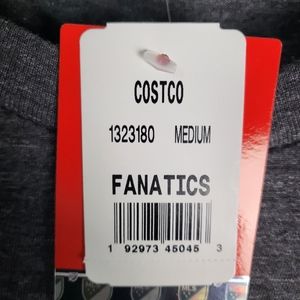 COSTCO
1323180 MEDIUM
FANATICS
1 92973 45045 3